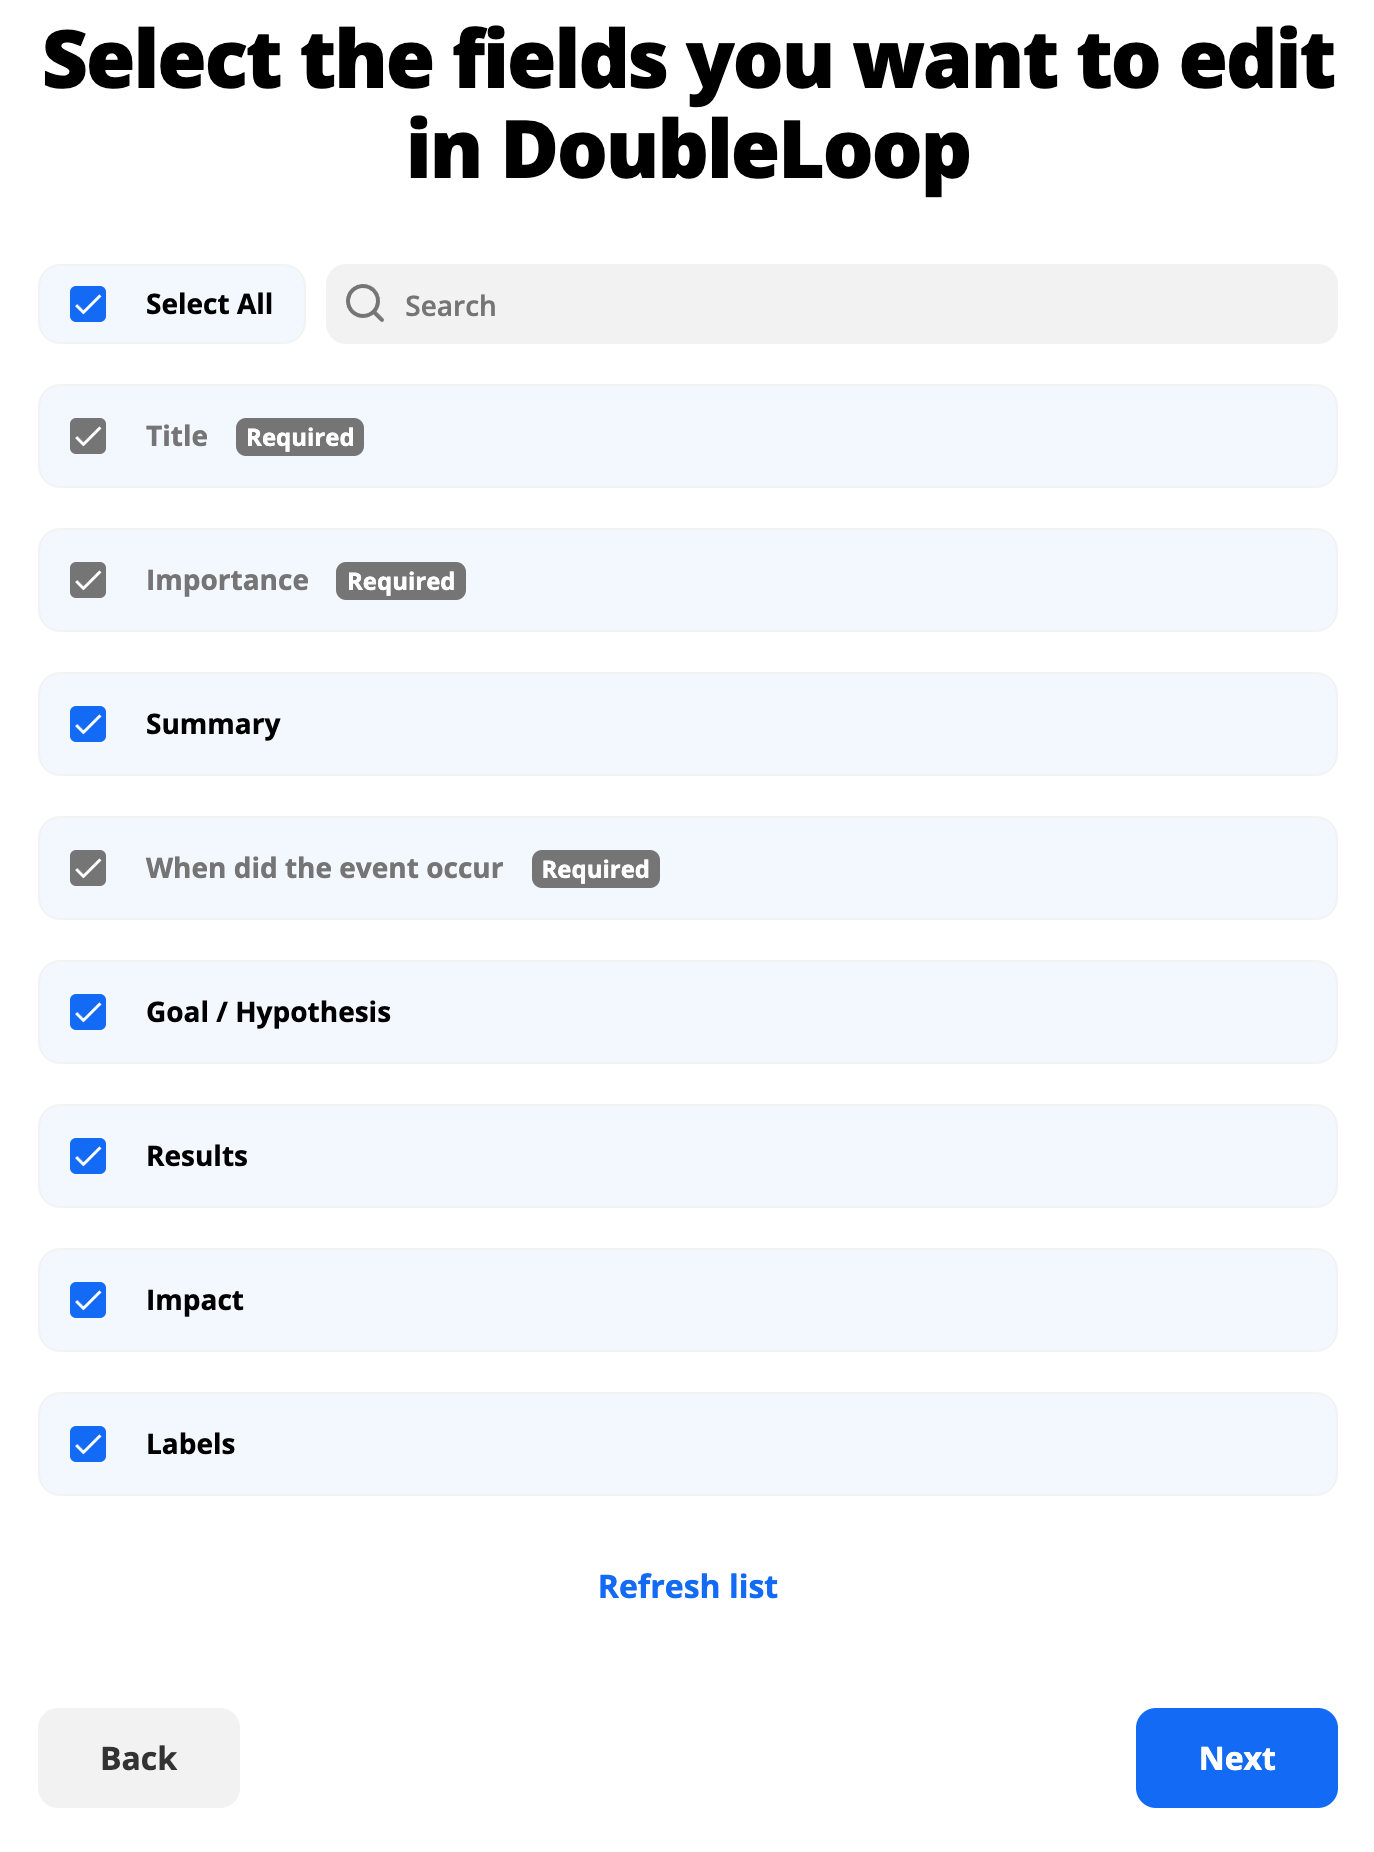 Select the fields you want to edit
in DoubleLoop
Select All
Search
Title Required
Importance Required
Summary
When did the event occur Required
Goal / Hypothesis
Results
Impact
Labels
Refresh list
Back
Next